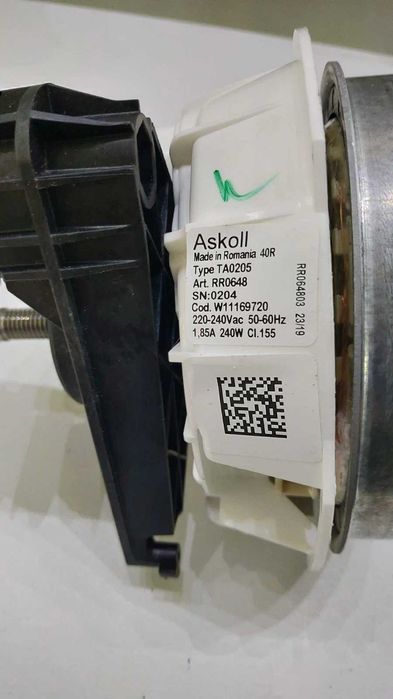 Askoll
Made in Romania 40R
Type TA0205
Art. RR0648
SN:0204
Cod. W11169720
220-240Vac 50-60Hz
1,85A 240W Cl.155
RR064803 23/19